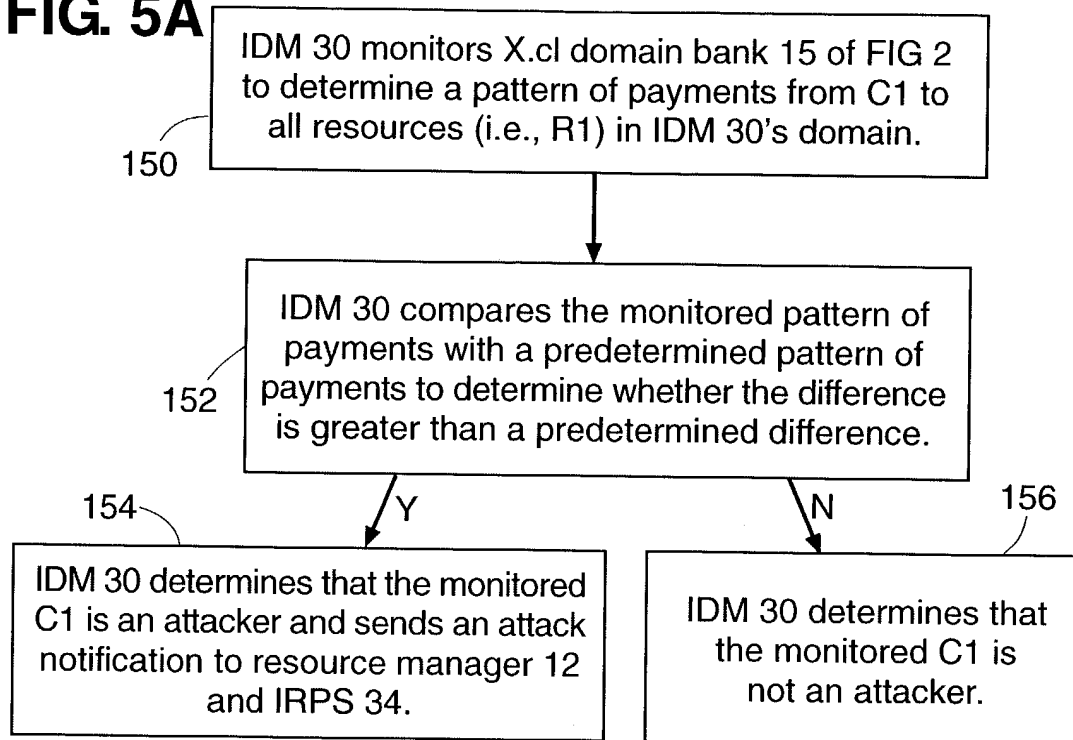 FIG. 5A
IDM 30 monitors X.cl domain bank 15 of FIG 2
to determine a pattern of payments from C1 to
all resources (i.e., R1) in IDM 30's domain.
150
IDM 30 compares the monitored pattern of
payments with a predetermined pattern of
payments to determine whether the difference
is greater than a predetermined difference.
152
Y
N
154
IDM 30 determines that the monitored
C1 is an attacker and sends an attack
notification to resource manager 12
and IRPS 34.
156
IDM 30 determines that
the monitored C1 is
not an attacker.